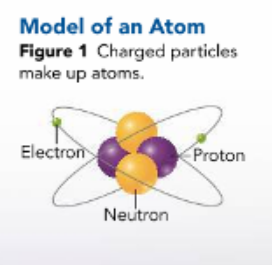 Model of an Atom
Figure 1 Charged particles
make up atoms.
Electron
Proton
Neutron